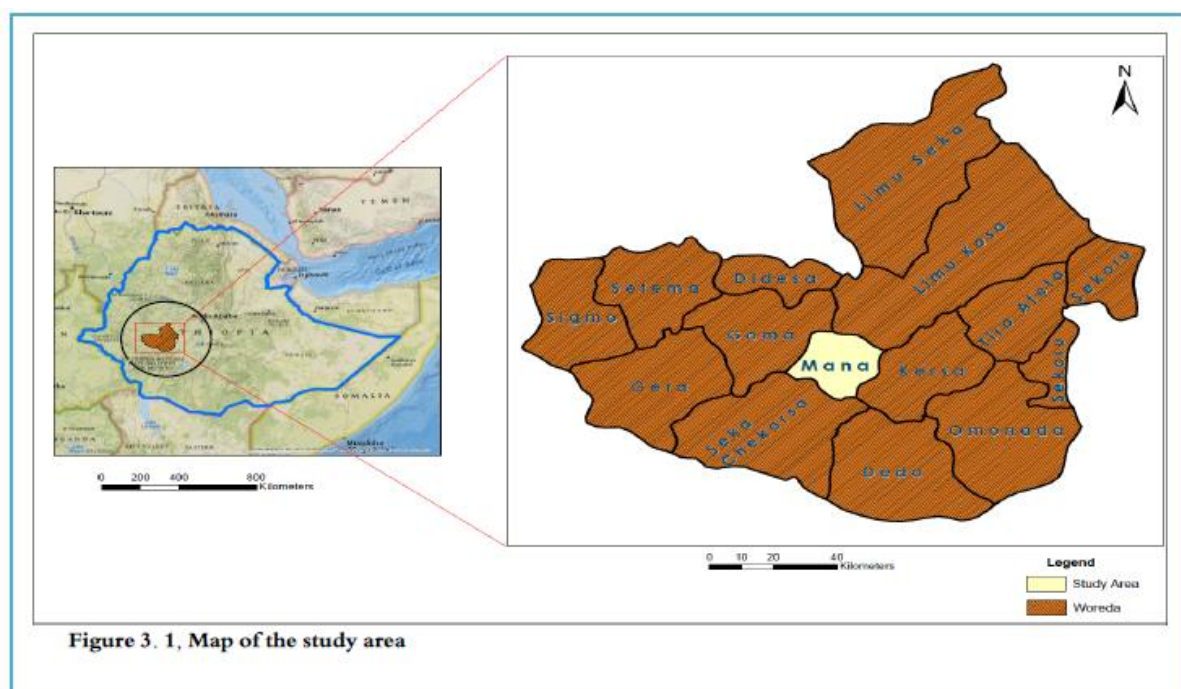 N
Limu Seka
Limu Kosa
Sekoru
Tiro Afeta
Didesa
Setema
Sigmo
Goma
Mana
Kersa
Gera
Sekoru
Seka
Chekorsa
Omonada
Dedo
ERITRIA
YEMEN
Khartoum
SOMALIA
0 200 400 800
Kilometers
0 10 20 40
Kilometers
Legend
Study Area
Woreda
Figure 3. 1, Map of the study area